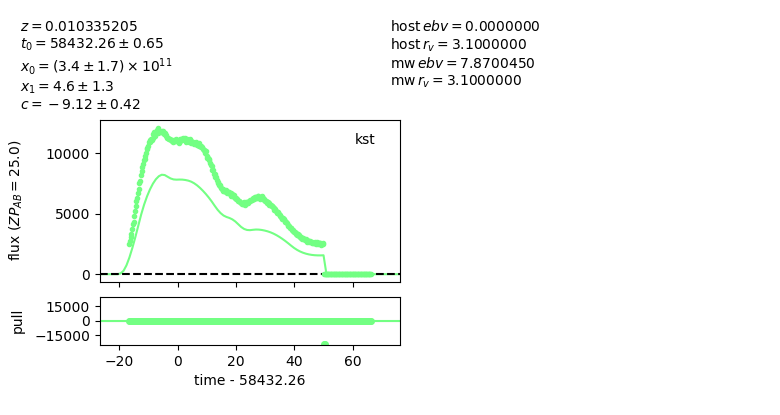 z = 0.010335205
t₀ = 58432.26 ± 0.65
x₀ = (3.4 ± 1.7) × 10¹¹
x₁ = 4.6 ± 1.3
c = −9.12 ± 0.42
host ebv = 0.0000000
host r_v = 3.1000000
mw ebv = 7.8700450
mw r_v = 3.1000000
kst
flux (ZP_AB = 25.0)
10000
5000
0
pull
15000
0
−15000
−20 0 20 40 60
time - 58432.26